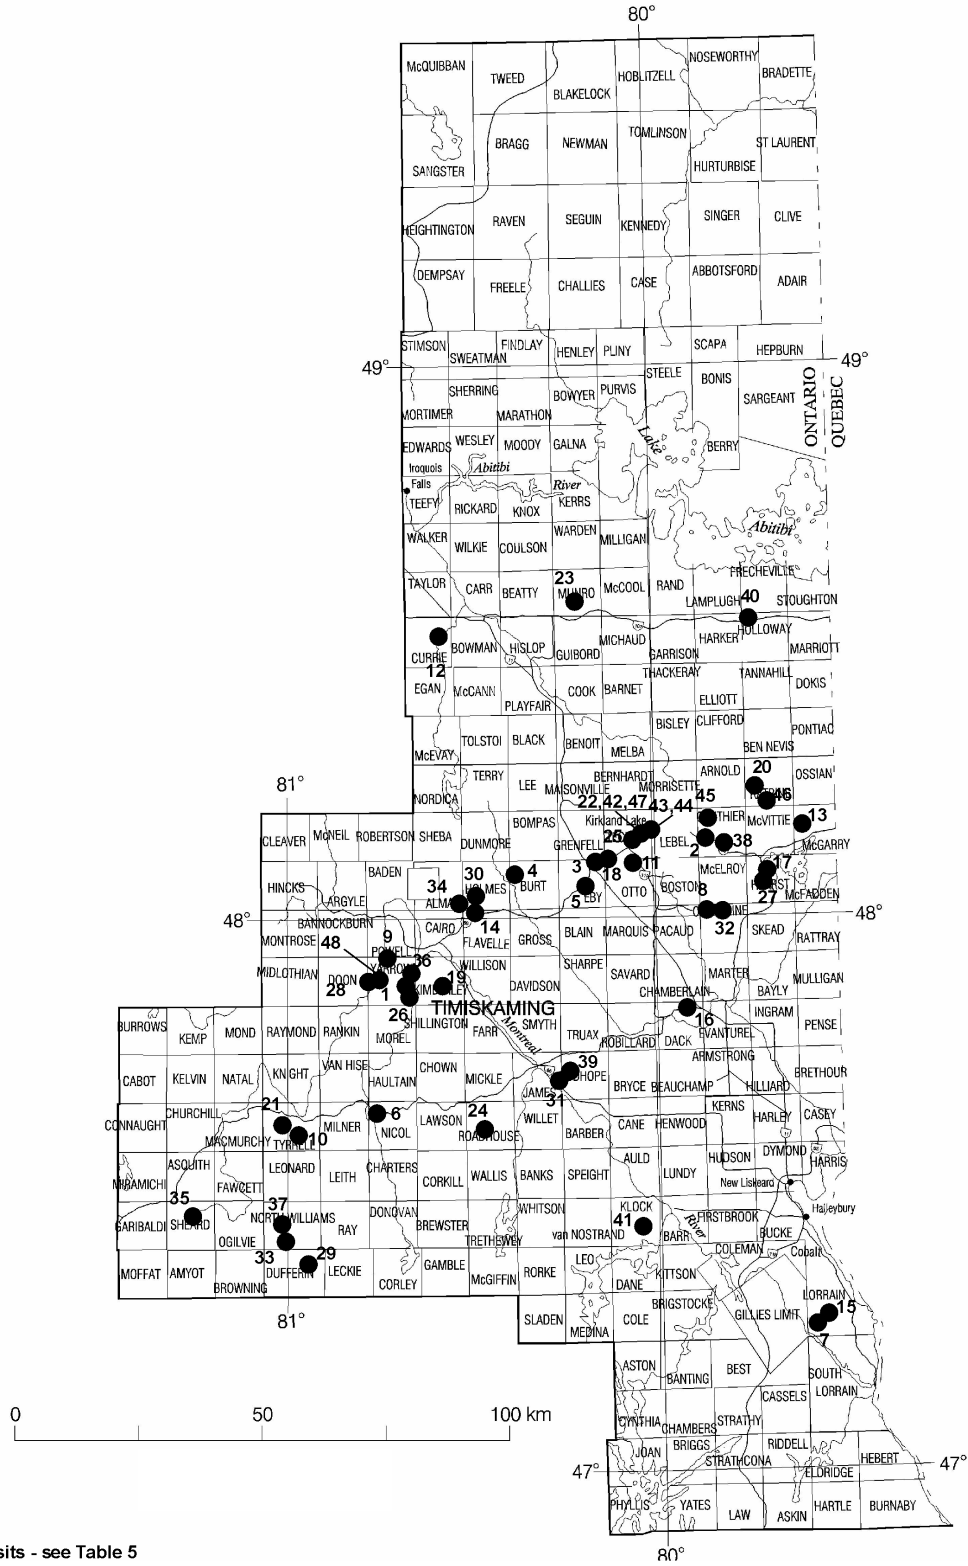 80°
McQUIBBAN TWEED BLAKELOCK HOBLITZELL NOSEWORTHY BRADETTE
SANGSTER BRAGG NEWMAN TOMLINSON HURTURBISE ST LAURENT
HEIGHTINGTON RAVEN SEGUIN KENNEDY SINGER CLIVE
DEMPSAY FREELE CHALLIES CASE ABBOTSFORD ADAIR
STIMSON SWEATMAN FINDLAY HENLEY PLINY SCAPA HEPBURN
49° 49°
STEELE BONIS SARGEANT ONTARIO QUEBEC
MORTIMER SHERRING MARATHON BOWYER PURVIS
EDWARDS WESLEY MOODY GALNA Lake BERRY
Iroquois Falls Abitibi River
TEEFY RICKARD KNOX KERRS Abitibi
WALKER WILKIE COULSON WARDEN MILLIGAN
FRECHEVILLE
TAYLOR CARR BEATTY 23 MUNRO McCOOL RAND LAMPLUGH 40 STOUGHTON
CURRIE 12 BOWMAN HISLOP GUIBORD MICHAUD GARRISON HARKER HOLLOWAY MARRIOTT
EGAN McCANN PLAYFAIR COOK BARNET THACKERAY ELLIOTT TANNAHILL DOKIS
McEVAY TOLSTOI BLACK BENOIT MELBA BISLEY CLIFFORD BEN NEVIS PONTIAC
81°
NORDICA TERRY LEE MAISONVILLE BERNHARDT MORRISETTE ARNOLD 20 46 OSSIAN
22,42,47 43,44 45
CLEAVER McNEIL ROBERTSON SHEBA DUNMORE BOMPAS GRENFELL Kirkland Lake 25 LEBEL 2 38 McVITTIE 13 McGARRY
HINCKS ARGYLE BADEN 34 ALMA 30 HOLMES 4 BURT 3 18 11 5 EBY OTTO BOSTON McELROY 17 27 McFADDEN
48° 48°
BANNOCKBURN CAIRO 14 FLAVELLE GROSS BLAIN MARQUIS PACAUD 8 32 SKEAD RATTRAY
MONTROSE 48 9 POWELL
MIDLOTHIAN DOON 28 1 36 26 19 WILLISON DAVIDSON SHARPE SAVARD CHAMBERLAIN MARTER BAYLY MULLIGAN
TIMISKAMING 16
BURROWS KEMP MOND RAYMOND RANKIN MOREL SHILLINGTON FARR Montreal SMYTH TRUAX ROBILLARD DACK EVANTUREL INGRAM PENSE
CABOT KELVIN NATAL KNIGHT VAN HISE HAULTAIN CHOWN MICKLE JAMES 31 39 BRYCE BEAUCHAMP ARMSTRONG HILLIARD BRETHOUR
CONNAUGHT CHURCHILL MACMURCHY 21 10 TYRRELL MILNER 6 NICOL LAWSON 24 ROADHOUSE WILLET BARBER CANE HENWOOD KERNS HARLEY CASEY
MIRAMICHI ASQUITH FAWCETT LEONARD LEITH CHARTERS CORKILL WALLIS BANKS SPEIGHT AULD LUNDY HUDSON DYMOND HARRIS
New Liskeard
35 GARIBALDI SHEARD OGILVIE 37 NORTH WILLIAMS RAY DONOVAN BREWSTER TRETHEWEY WHITSON van NOSTRAND 41 KLOCK BARR River FIRSTBROOK BUCKE Haileybury
MOFFAT AMYOT BROWNING 33 DUFFERIN 29 LECKIE CORLEY GAMBLE McGIFFIN RORKE LEO DANE KITTSON COLEMAN Cobalt
81°
SLADEN MEDINA COLE BRIGSTOCKE GILLIES LIMIT LORRAIN 15 7
ASTON BANTING BEST CASSELS SOUTH LORRAIN
0 50 100 km
CYNTHIA CHAMBERS STRATHY
JOAN BRIGGS STRATHCONA RIDDELL ELDRIDGE HEBERT
47° 47°
PHYLLIS YATES LAW ASKIN HARTLE BURNABY
sits - see Table 5
80°